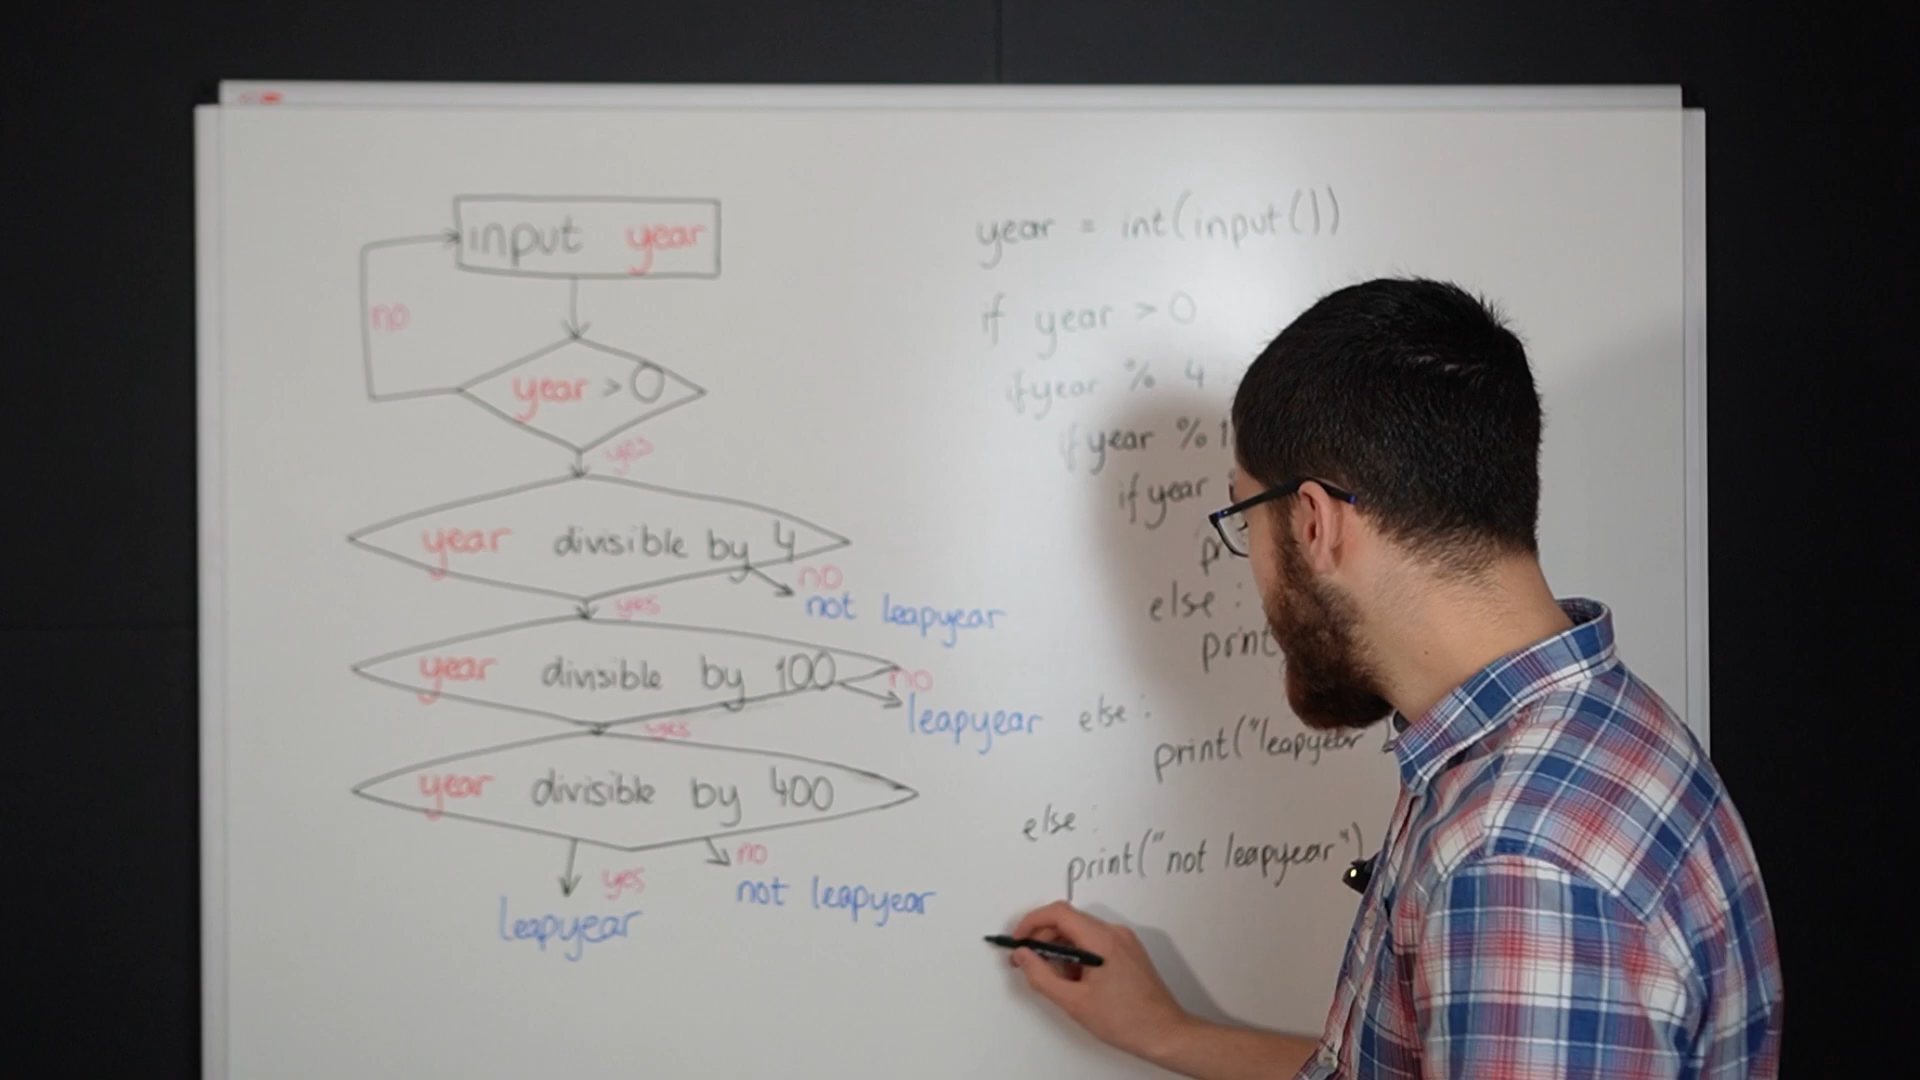 input year
no
year > 0
yes
year divisible by 4
no
not leapyear
yes
year divisible by 100
no
leapyear
yes
year divisible by 400
no
yes
not leapyear
leapyear
year = int(input())
if year > 0
if year % 4
if year %
if year
else:
print
else:
print("leapyear
else:
print("not leapyear")